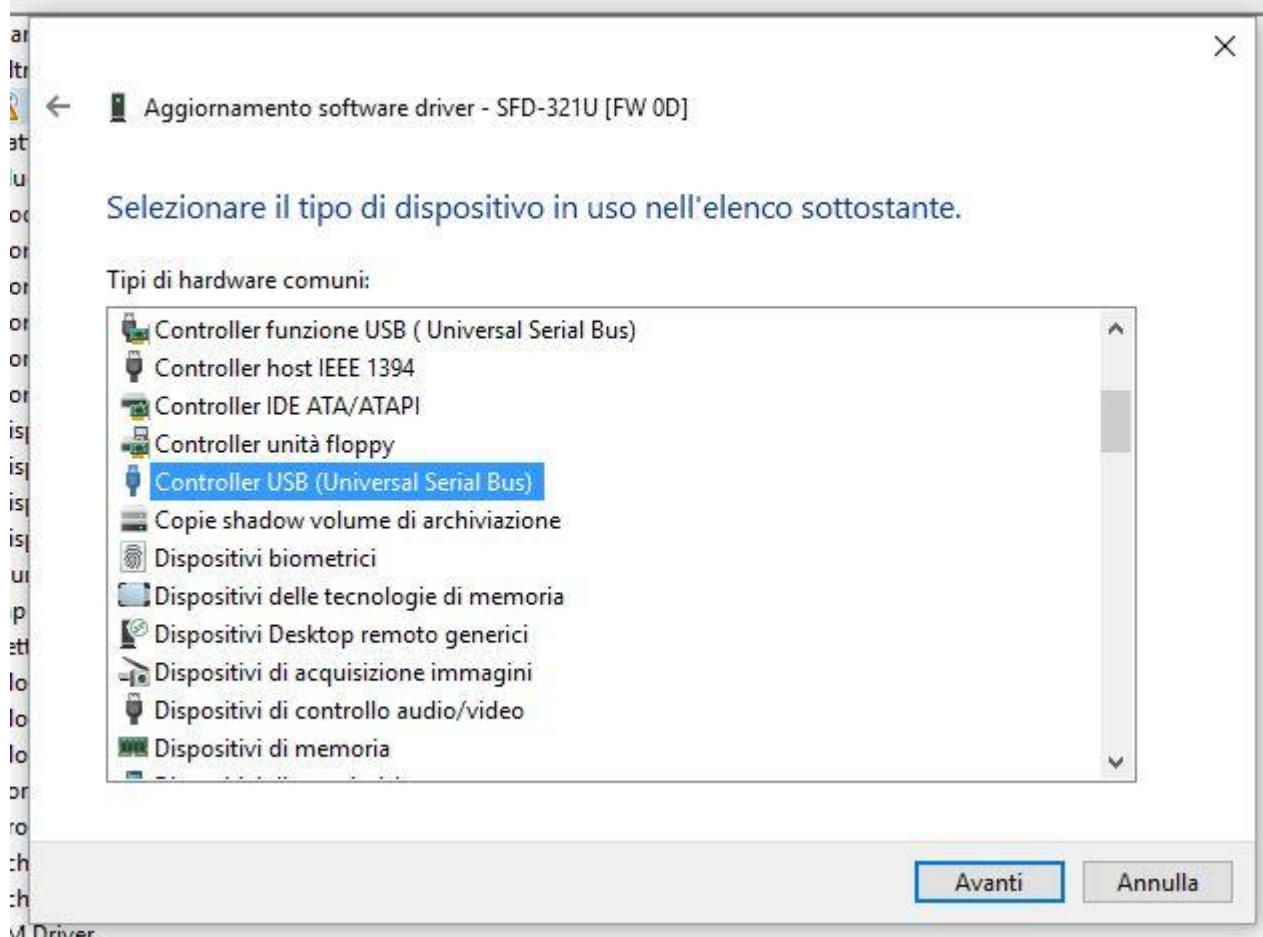 Aggiornamento software driver - SFD-321U [FW 0D]
Selezionare il tipo di dispositivo in uso nell'elenco sottostante.
Tipi di hardware comuni:
Controller funzione USB ( Universal Serial Bus)
Controller host IEEE 1394
Controller IDE ATA/ATAPI
Controller unità floppy
Controller USB (Universal Serial Bus)
Copie shadow volume di archiviazione
Dispositivi biometrici
Dispositivi delle tecnologie di memoria
Dispositivi Desktop remoto generici
Dispositivi di acquisizione immagini
Dispositivi di controllo audio/video
Dispositivi di memoria
Avanti Annulla
Driver